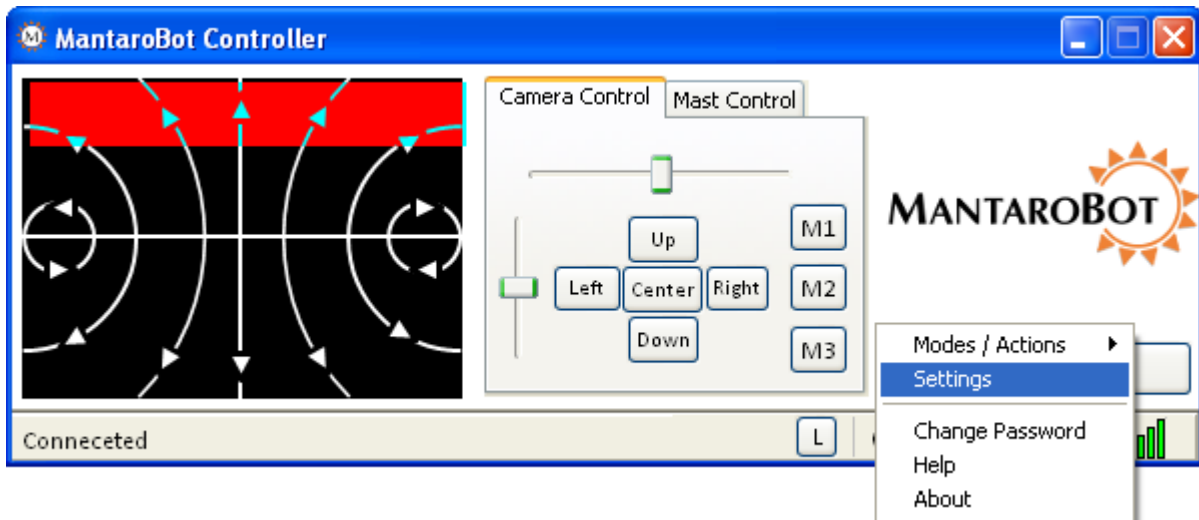 MantaroBot Controller
Camera Control
Mast Control
Up
Left
Center
Right
Down
M1
M2
M3
MANTAROBOT
Modes / Actions
Settings
Change Password
Help
About
Conneceted
L